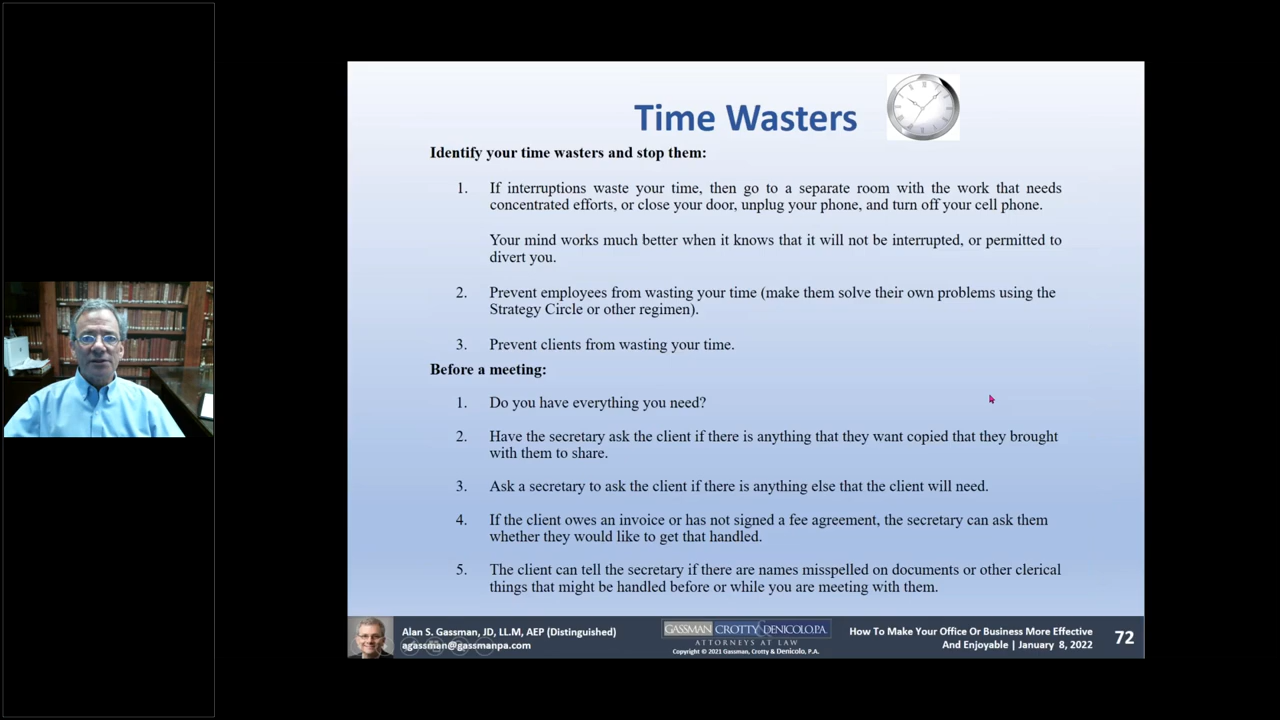 Time Wasters
Identify your time wasters and stop them:
1. If interruptions waste your time, then go to a separate room with the work that needs
concentrated efforts, or close your door, unplug your phone, and turn off your cell phone.
Your mind works much better when it knows that it will not be interrupted, or permitted to
divert you.
2. Prevent employees from wasting your time (make them solve their own problems using the
Strategy Circle or other regimen).
3. Prevent clients from wasting your time.
Before a meeting:
1. Do you have everything you need?
2. Have the secretary ask the client if there is anything that they want copied that they brought
with them to share.
3. Ask a secretary to ask the client if there is anything else that the client will need.
4. If the client owes an invoice or has not signed a fee agreement, the secretary can ask them
whether they would like to get that handled.
5. The client can tell the secretary if there are names misspelled on documents or other clerical
things that might be handled before or while you are meeting with them.
Alan S. Gassman, JD, LL.M, AEP (Distinguished)
agassman@gassmanpa.com
GASSMAN CROTTY & DENICOLO, P.A.
ATTORNEYS AT LAW
Copyright © 2021 Gassman, Crotty & Denicolo, P.A.
How To Make Your Office Or Business More Effective
And Enjoyable | January 8, 2022
72